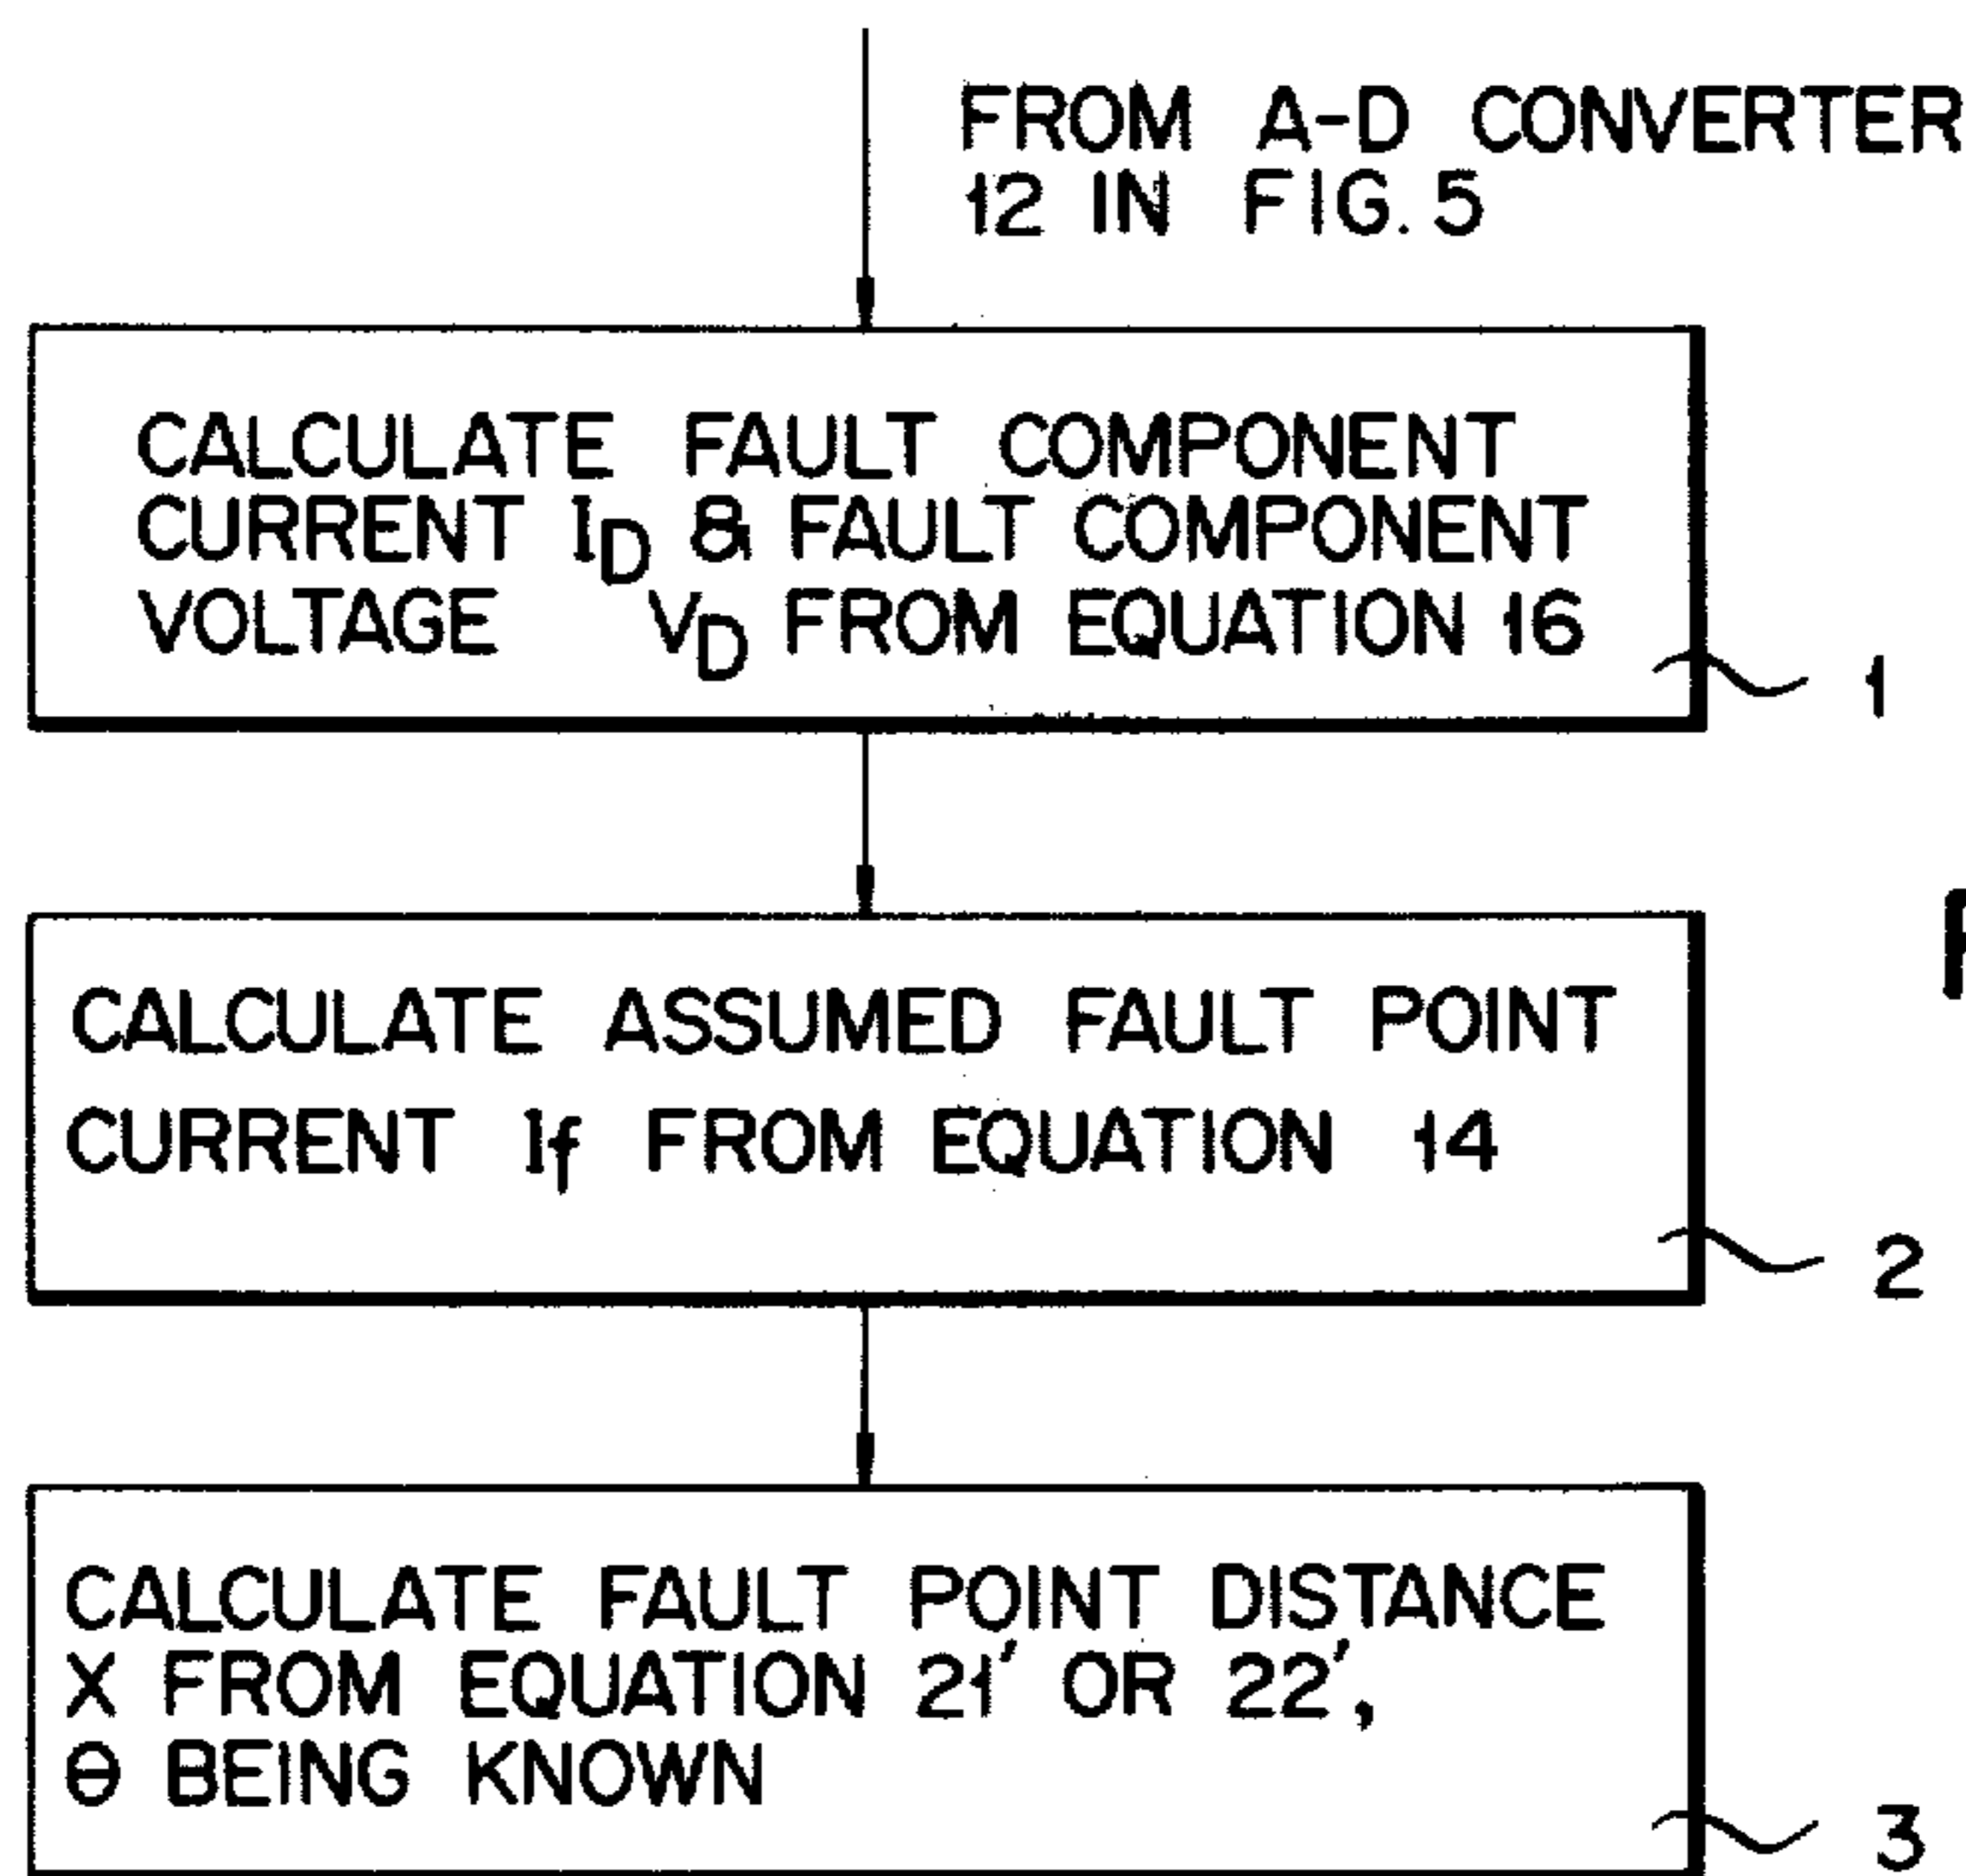 FROM A-D CONVERTER
12 IN FIG. 5
CALCULATE FAULT COMPONENT
CURRENT ID & FAULT COMPONENT
VOLTAGE VD FROM EQUATION 16
1
CALCULATE ASSUMED FAULT POINT
CURRENT If FROM EQUATION 14
2
CALCULATE FAULT POINT DISTANCE
X FROM EQUATION 21' OR 22',
θ BEING KNOWN
3